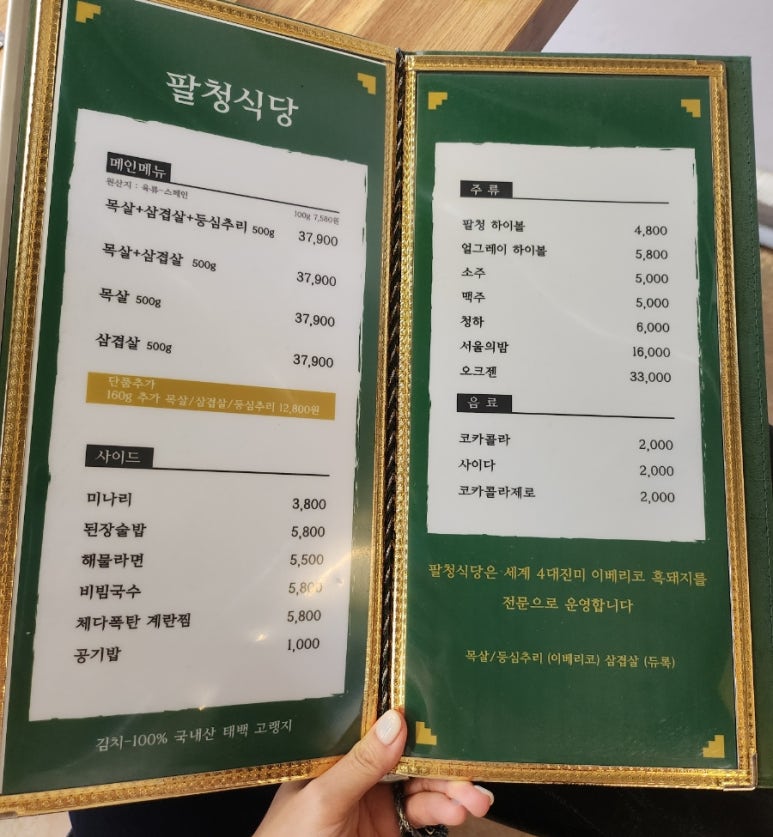 팔청식당
메인메뉴
원산지 : 육류-스페인
100g 7,580원
목살+삼겹살+등심추리 500g 37,900
목살+삼겹살 500g 37,900
목살 500g 37,900
삼겹살 500g 37,900
단품추가
160g 추가 목살/삼겹살/등심추리 12,800원
사이드
미나리 3,800
된장술밥 5,800
해물라면 5,500
비빔국수 5,800
체다폭탄 계란찜 5,800
공기밥 1,000
김치-100% 국내산 태백 고랭지
주류
팔청 하이볼 4,800
얼그레이 하이볼 5,800
소주 5,000
맥주 5,000
청하 6,000
서울의밤 16,000
오크젠 33,000
음료
코카콜라 2,000
사이다 2,000
코카콜라제로 2,000
팔청식당은 세계 4대진미 이베리코 흑돼지를
전문으로 운영합니다
목살/등심추리 (이베리코) 삼겹살 (듀록)